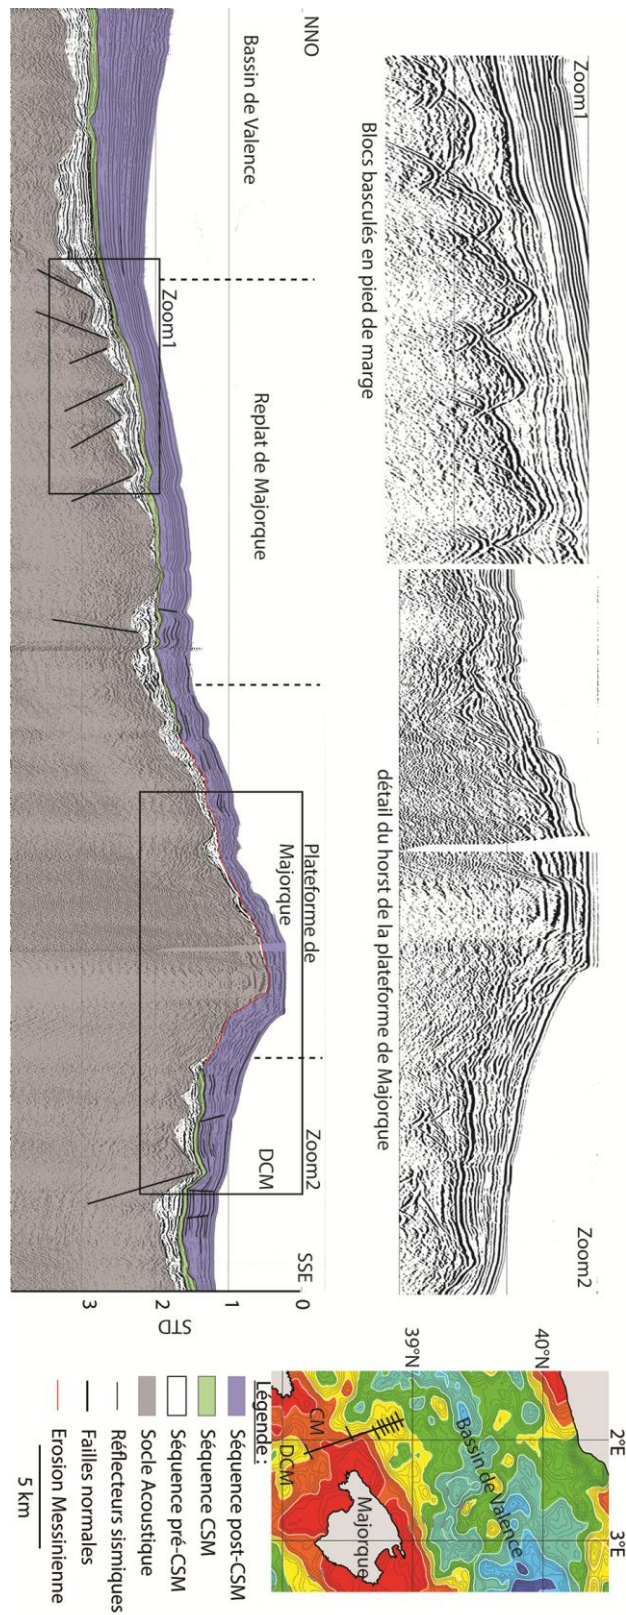 Zoom1
Blocs basculés en pied de marge
Zoom2
détail du horst de la plateforme de Majorque
NNO
SSE
Bassin de Valence
Replat de Majorque
Plateforme de
Majorque
DCM
Zoom1
Zoom2
0
1
2
3
STD
2°E
3°E
40°N
39°N
Bassin de Valence
Majorque
CM
DCM
Légende :
Séquence post-CSM
Séquence CSM
Séquence pré-CSM
Socle Acoustique
Réflecteurs sismiques
Failles normales
Erosion Messinienne
5 km